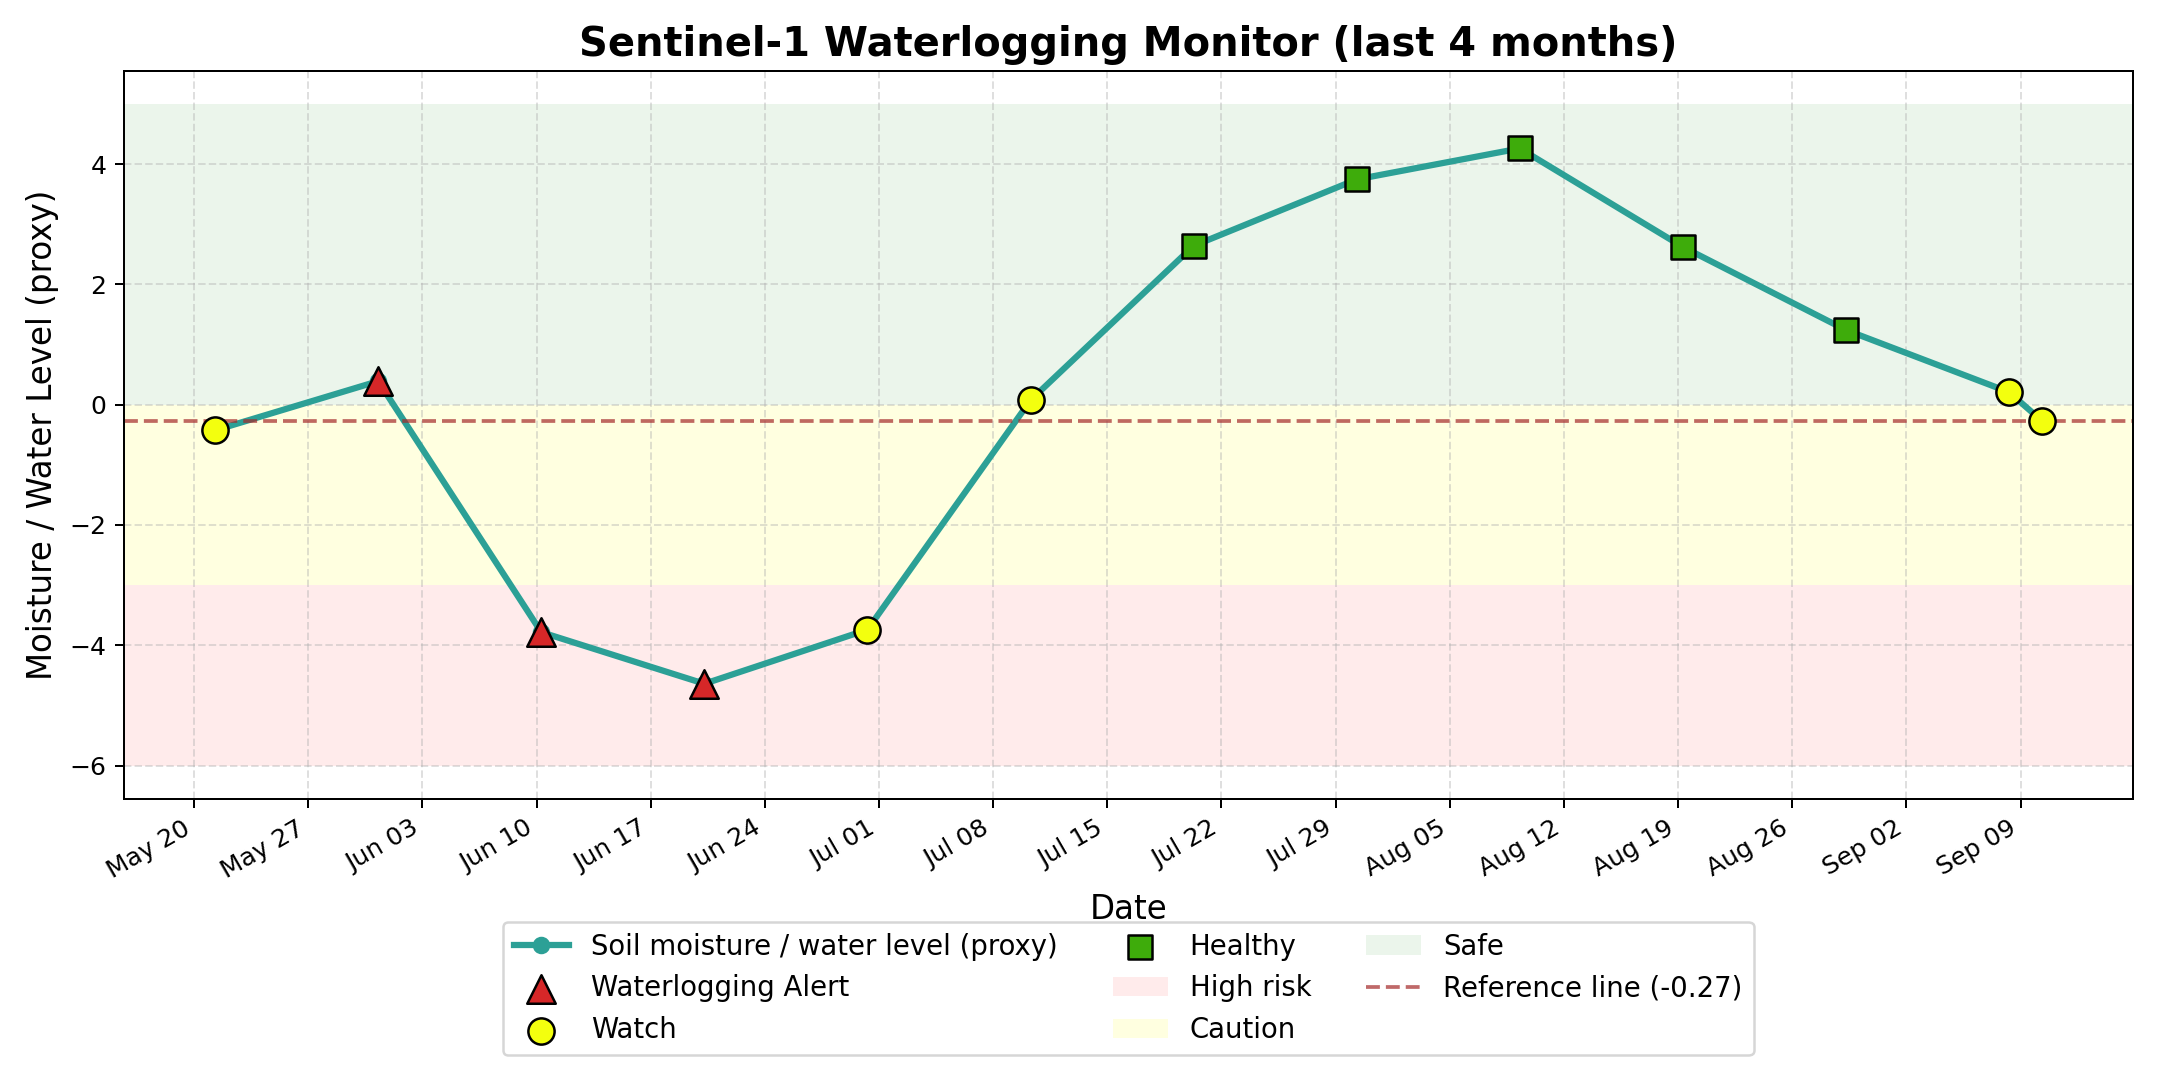 Sentinel-1 Waterlogging Monitor (last 4 months)
Moisture / Water Level (proxy)
4
2
0
−2
−4
−6
May 20
May 27
Jun 03
Jun 10
Jun 17
Jun 24
Jul 01
Jul 08
Jul 15
Jul 22
Jul 29
Aug 05
Aug 12
Aug 19
Aug 26
Sep 02
Sep 09
Date
Soil moisture / water level (proxy)
Waterlogging Alert
Watch
Healthy
High risk
Caution
Safe
Reference line (-0.27)